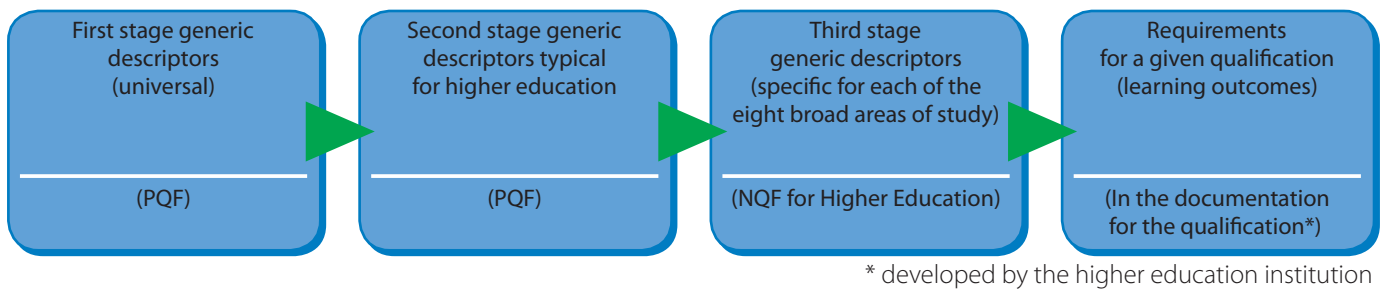 First stage generic
descriptors
(universal)
(PQF)
Second stage generic
descriptors typical
for higher education
(PQF)
Third stage
generic descriptors
(specific for each of the
eight broad areas of study)
(NQF for Higher Education)
Requirements
for a given qualification
(learning outcomes)
(In the documentation
for the qualification*)
* developed by the higher education institution